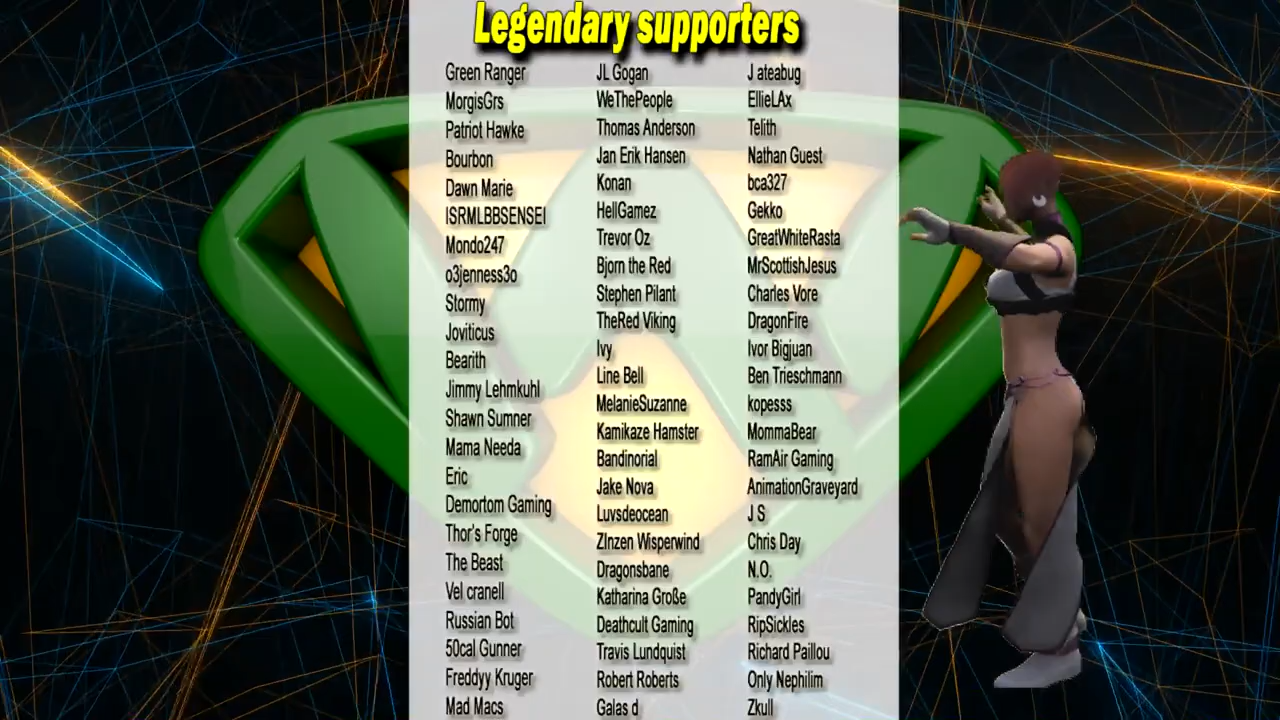 Legendary supporters
Green Ranger
MorgisGrs
Patriot Hawke
Bourbon
Dawn Marie
ISRMLBBSENSEI
Mondo247
o3jenness3o
Stormy
Joviticus
Bearith
Jimmy Lehmkuhl
Shawn Sumner
Mama Needa
Eric
Demortom Gaming
Thor's Forge
The Beast
Vel cranell
Russian Bot
50cal Gunner
Freddyy Kruger
Mad Macs
JL Gogan
WeThePeople
Thomas Anderson
Jan Erik Hansen
Konan
HellGamez
Trevor Oz
Bjorn the Red
Stephen Pilant
TheRed Viking
Ivy
Line Bell
MelanieSuzanne
Kamikaze Hamster
Bandinorial
Jake Nova
Luvsdeocean
ZInzen Wisperwind
Dragonsbane
Katharina Große
Deathcult Gaming
Travis Lundquist
Robert Roberts
Galas d
J ateabug
EllieLAx
Telith
Nathan Guest
bca327
Gekko
GreatWhiteRasta
MrScottishJesus
Charles Vore
DragonFire
Ivor Bigjuan
Ben Trieschmann
kopesss
MommaBear
RamAir Gaming
AnimationGraveyard
J S
Chris Day
N.O.
PandyGirl
RipSickles
Richard Paillou
Only Nephilim
Zkull